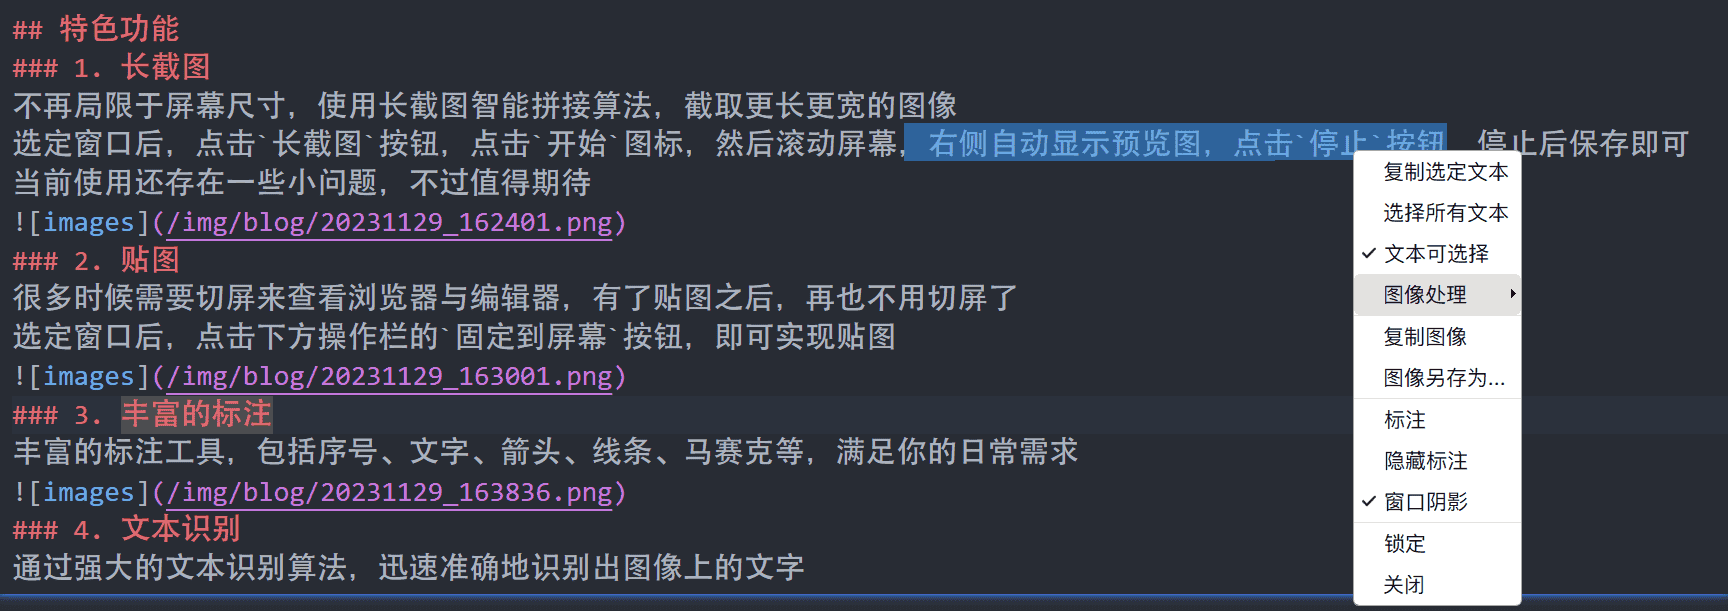 ## 特色功能
### 1. 长截图
不再局限于屏幕尺寸，使用长截图智能拼接算法，截取更长更宽的图像
选定窗口后，点击`长截图`按钮，点击`开始`图标，然后滚动屏幕，右侧自动显示预览图，点击`停止`按钮 停止后保存即可
当前使用还存在一些小问题，不过值得期待
![images](/img/blog/20231129_162401.png)
### 2. 贴图
很多时候需要切屏来查看浏览器与编辑器，有了贴图之后，再也不用切屏了
选定窗口后，点击下方操作栏的`固定到屏幕`按钮，即可实现贴图
![images](/img/blog/20231129_163001.png)
### 3. 丰富的标注
丰富的标注工具，包括序号、文字、箭头、线条、马赛克等，满足你的日常需求
![images](/img/blog/20231129_163836.png)
### 4. 文本识别
通过强大的文本识别算法，迅速准确地识别出图像上的文字
复制选定文本
选择所有文本
文本可选择
图像处理
复制图像
图像另存为...
标注
隐藏标注
窗口阴影
锁定
关闭